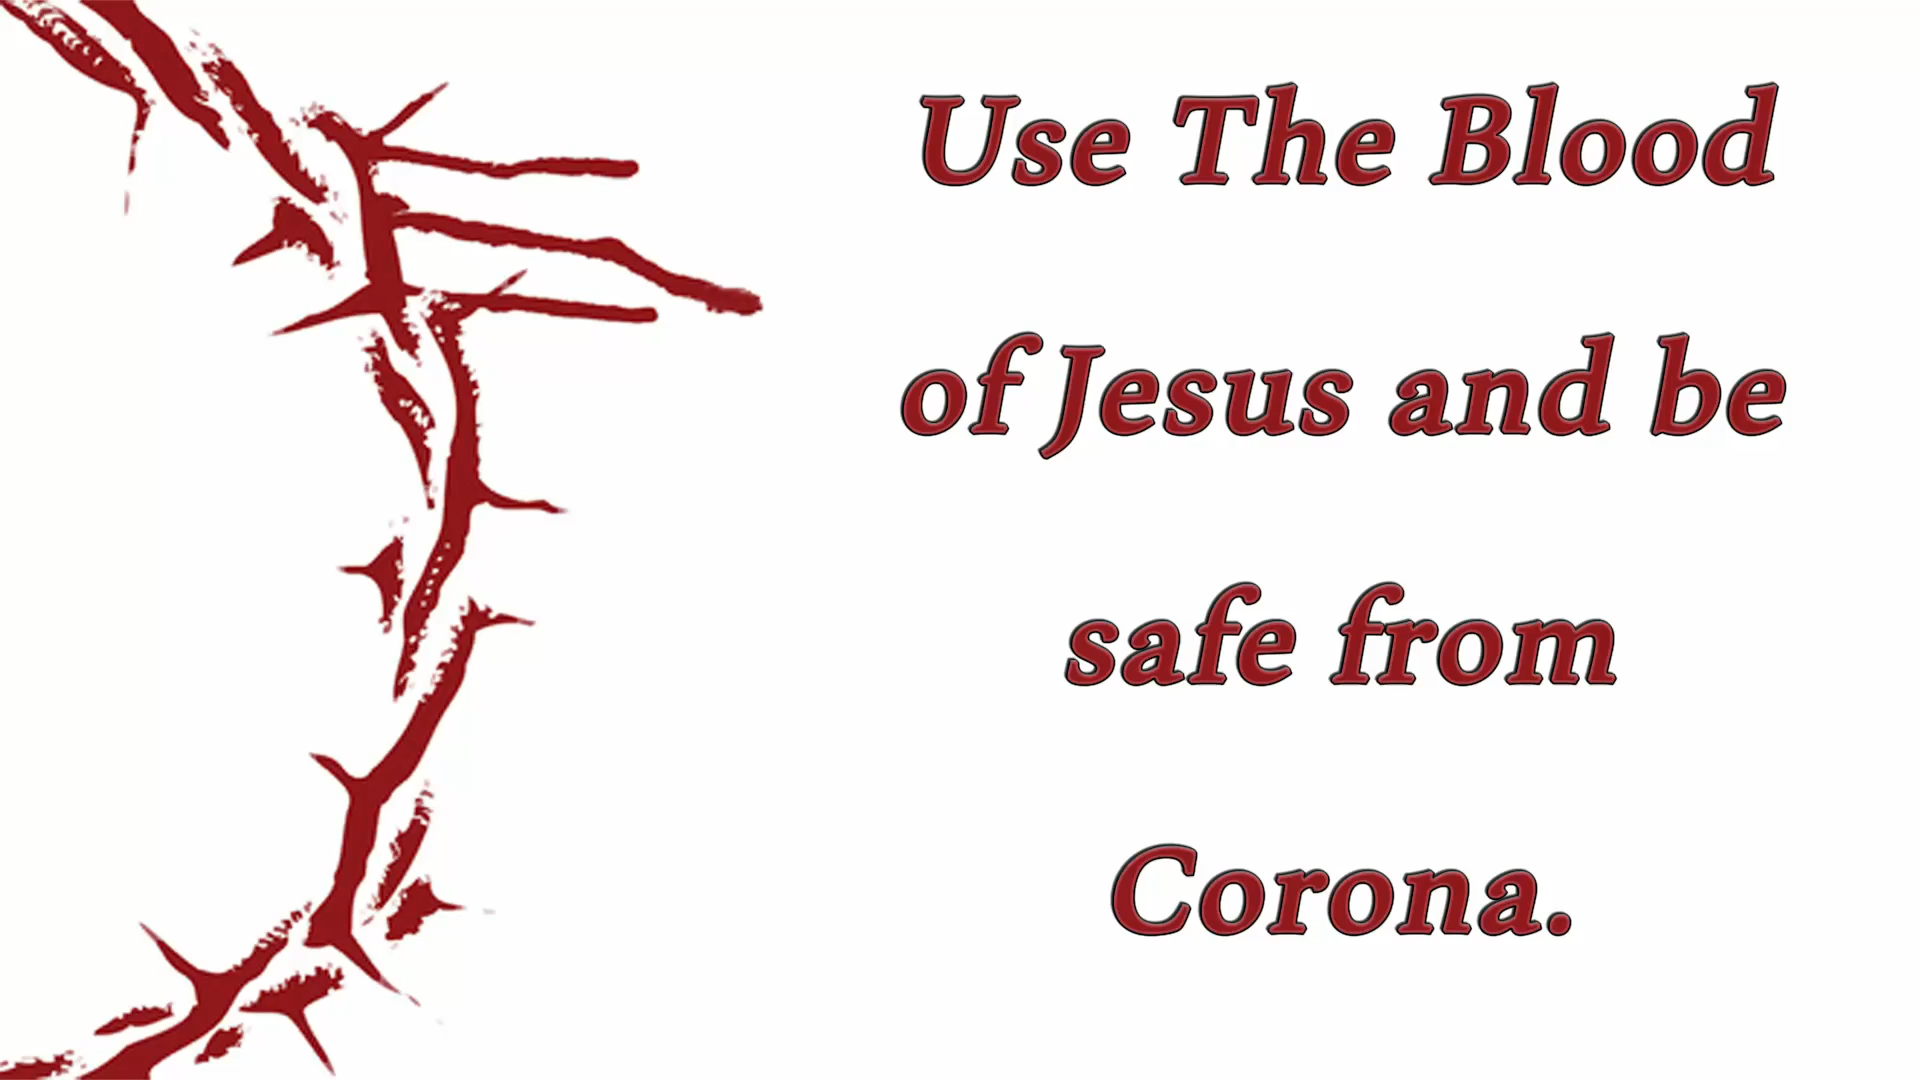 Use The Blood
of Jesus and be
safe from
Corona.